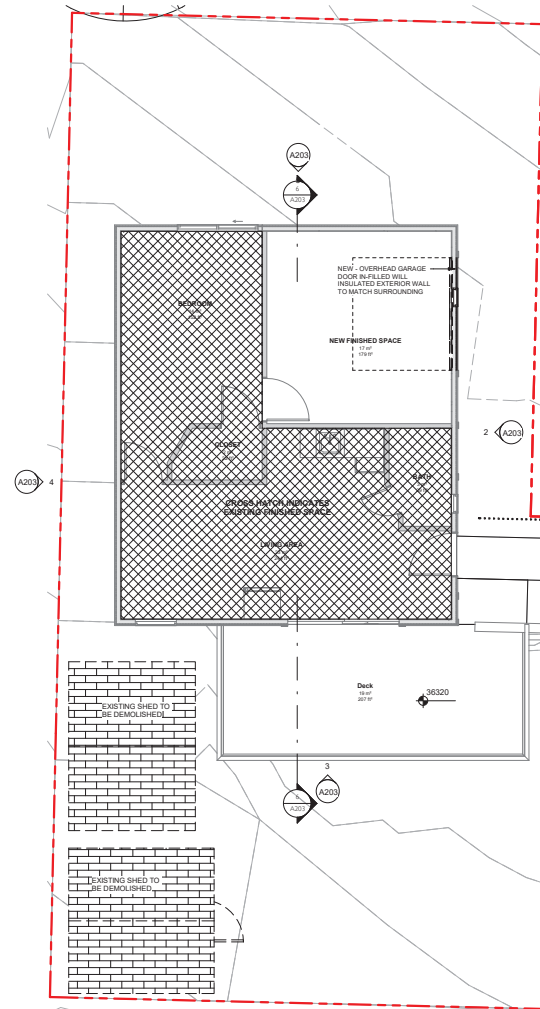 A203
6
A203
NEW - OVERHEAD GARAGE
DOOR IN-FILLED WILL
INSULATED EXTERIOR WALL
TO MATCH SURROUNDING
BEDROOM
NEW FINISHED SPACE
17 m²
179 ft²
2
A203
CLOSET
BATH
A203
4
CROSS HATCH INDICATES
EXISTING FINISHED SPACE
LIVING AREA
Deck
19 m²
207 ft²
36320
EXISTING SHED TO
BE DEMOLISHED
3
A203
6
A203
EXISTING SHED TO
BE DEMOLISHED